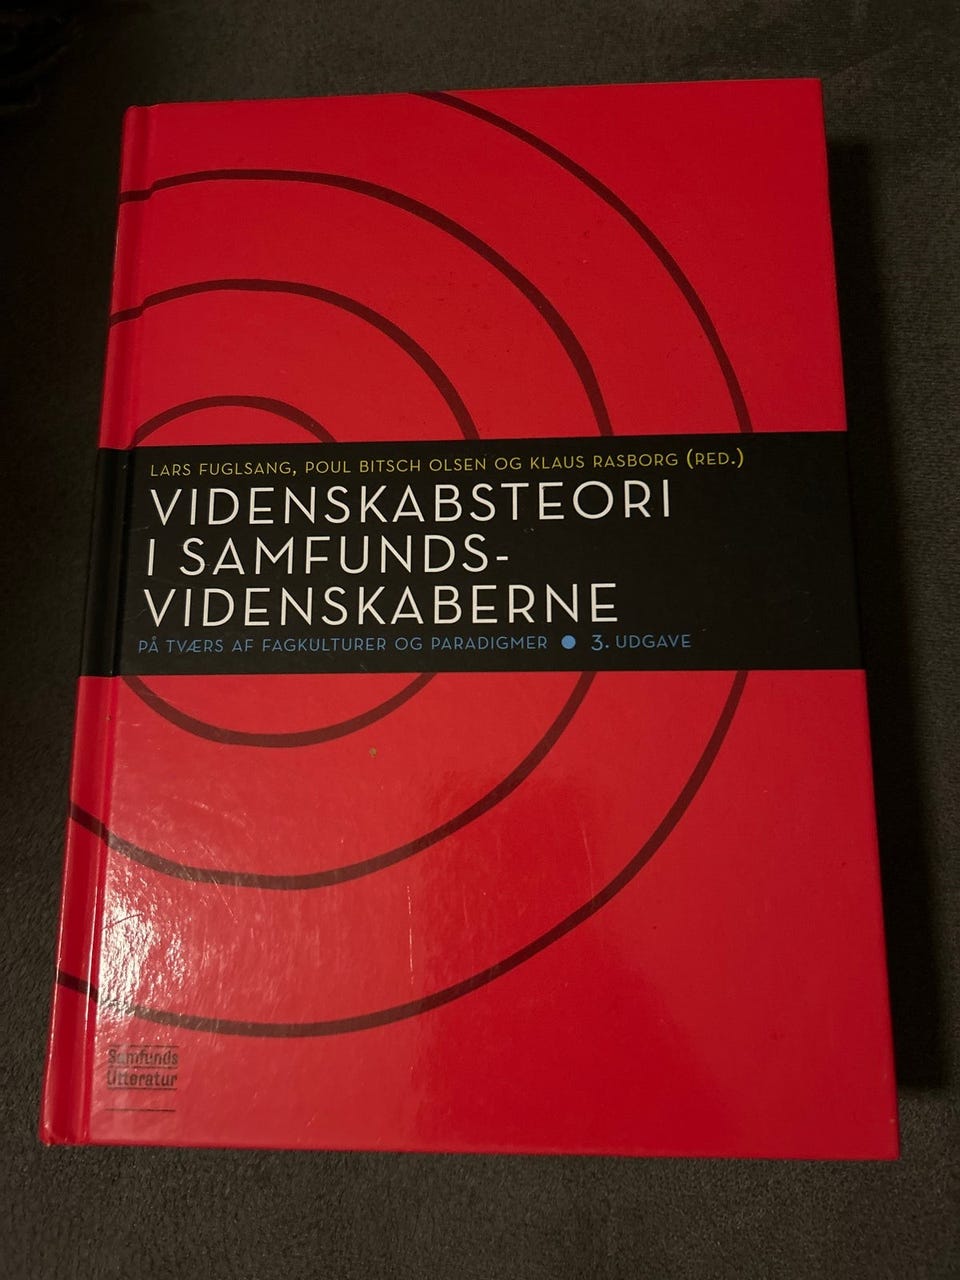 LARS FUGLSANG, POUL BITSCH OLSEN OG KLAUS RASBORG (RED.)
VIDENSKABSTEORI
I SAMFUNDS-
VIDENSKABERNE
PÅ TVÆRS AF FAGKULTURER OG PARADIGMER ● 3. UDGAVE
Samfunds
litteratur